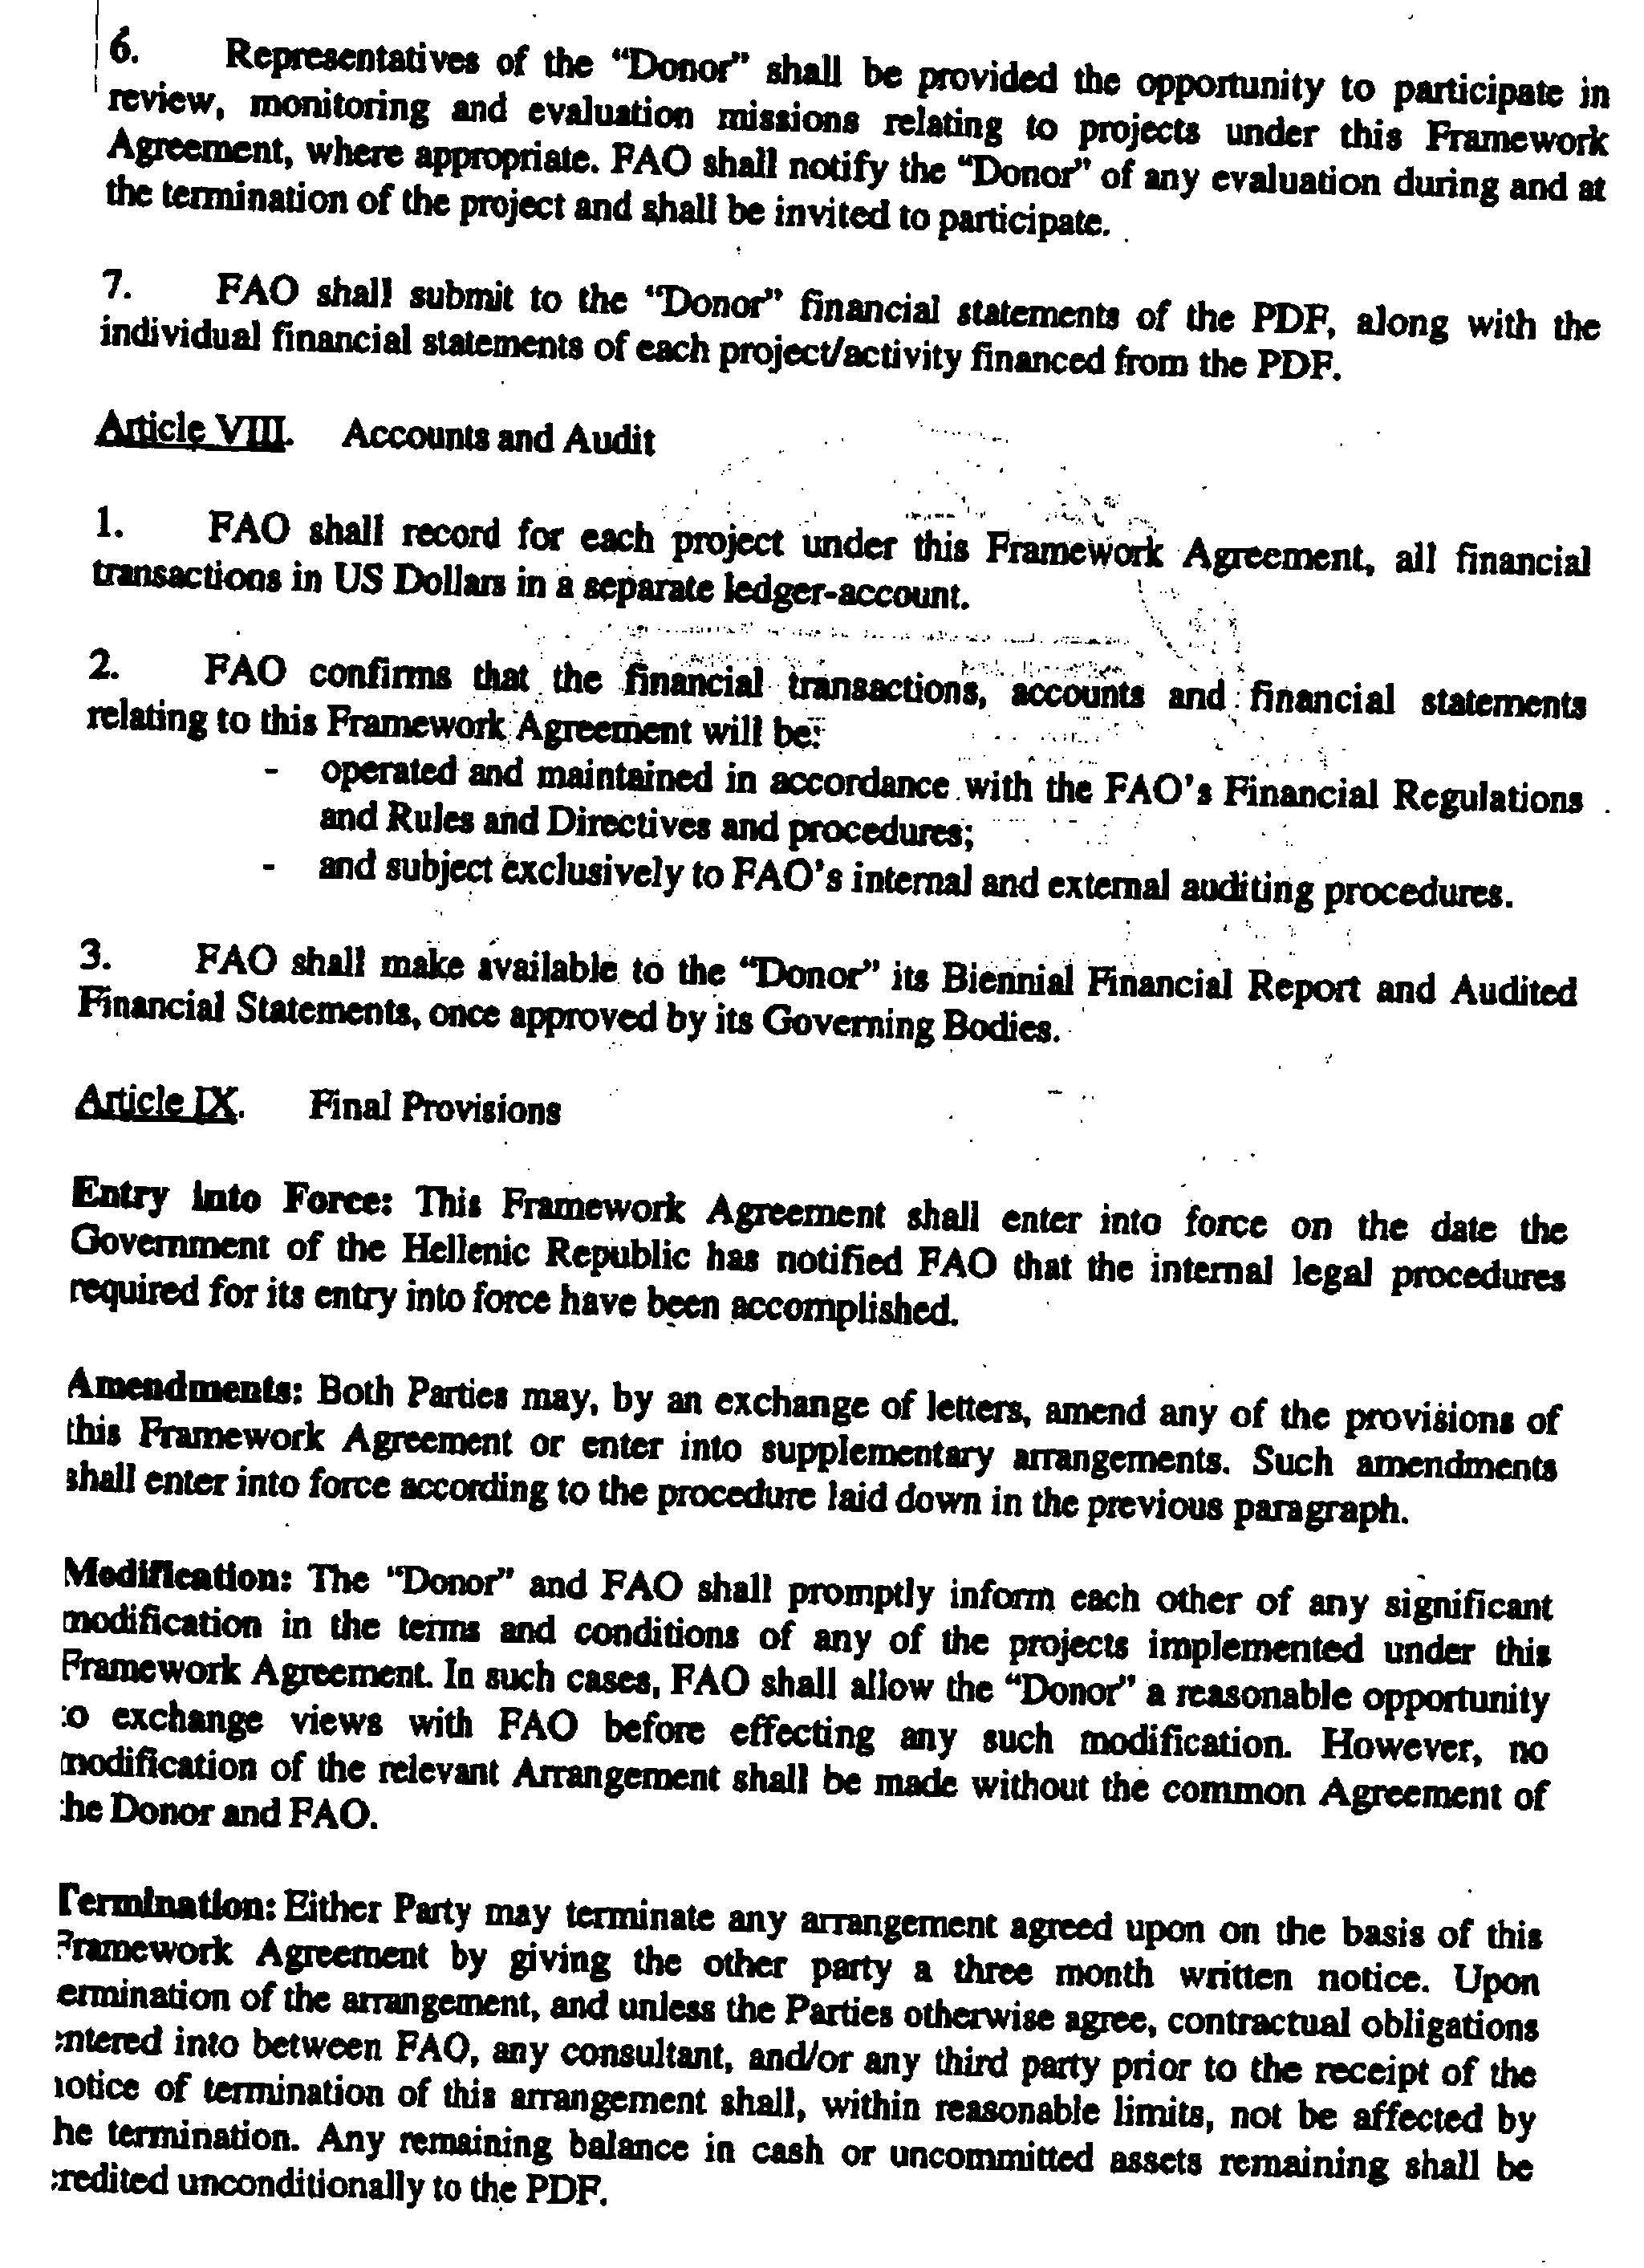 6. Representatives of the “Donor” shall be provided the opportunity to participate in
review, monitoring and evaluation missions relating to projects under this Framework
Agreement, where appropriate. FAO shall notify the “Donor” of any evaluation during and at
the termination of the project and shall be invited to participate.
7. FAO shall submit to the “Donor” financial statements of the PDF, along with the
individual financial statements of each project/activity financed from the PDF.
Article VIII. Accounts and Audit
1. FAO shall record for each project under this Framework Agreement, all financial
transactions in US Dollars in a separate ledger-account.
2. FAO confirms that the financial transactions, accounts and financial statements
relating to this Framework Agreement will be:
- operated and maintained in accordance with the FAO’s Financial Regulations
and Rules and Directives and procedures;
- and subject exclusively to FAO’s internal and external auditing procedures.
3. FAO shall make available to the “Donor” its Biennial Financial Report and Audited
Financial Statements, once approved by its Governing Bodies.
Article IX. Final Provisions
Entry into Force: This Framework Agreement shall enter into force on the date the
Government of the Hellenic Republic has notified FAO that the internal legal procedures
required for its entry into force have been accomplished.
Amendments: Both Parties may, by an exchange of letters, amend any of the provisions of
this Framework Agreement or enter into supplementary arrangements. Such amendments
shall enter into force according to the procedure laid down in the previous paragraph.
Modification: The “Donor” and FAO shall promptly inform each other of any significant
modification in the terms and conditions of any of the projects implemented under this
Framework Agreement. In such cases, FAO shall allow the “Donor” a reasonable opportunity
to exchange views with FAO before effecting any such modification. However, no
modification of the relevant Arrangement shall be made without the common Agreement of
the Donor and FAO.
Termination: Either Party may terminate any arrangement agreed upon on the basis of this
Framework Agreement by giving the other party a three month written notice. Upon
ermination of the arrangement, and unless the Parties otherwise agree, contractual obligations
entered into between FAO, any consultant, and/or any third party prior to the receipt of the
notice of termination of this arrangement shall, within reasonable limits, not be affected by
he termination. Any remaining balance in cash or uncommitted assets remaining shall be
credited unconditionally to the PDF.